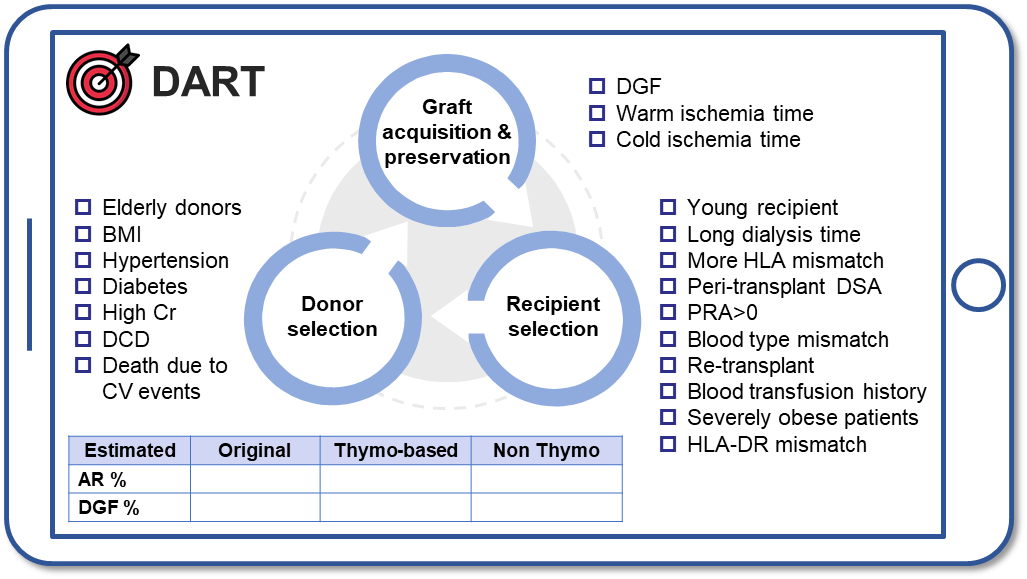 DART
Graft
acquisition &
preservation
DGF
Warm ischemia time
Cold ischemia time
Elderly donors
BMI
Hypertension
Diabetes
High Cr
DCD
Death due to
CV events
Donor
selection
Recipient
selection
Young recipient
Long dialysis time
More HLA mismatch
Peri-transplant DSA
PRA>0
Blood type mismatch
Re-transplant
Blood transfusion history
Severely obese patients
HLA-DR mismatch
Estimated Original Thymo-based Non Thymo
AR %
DGF %